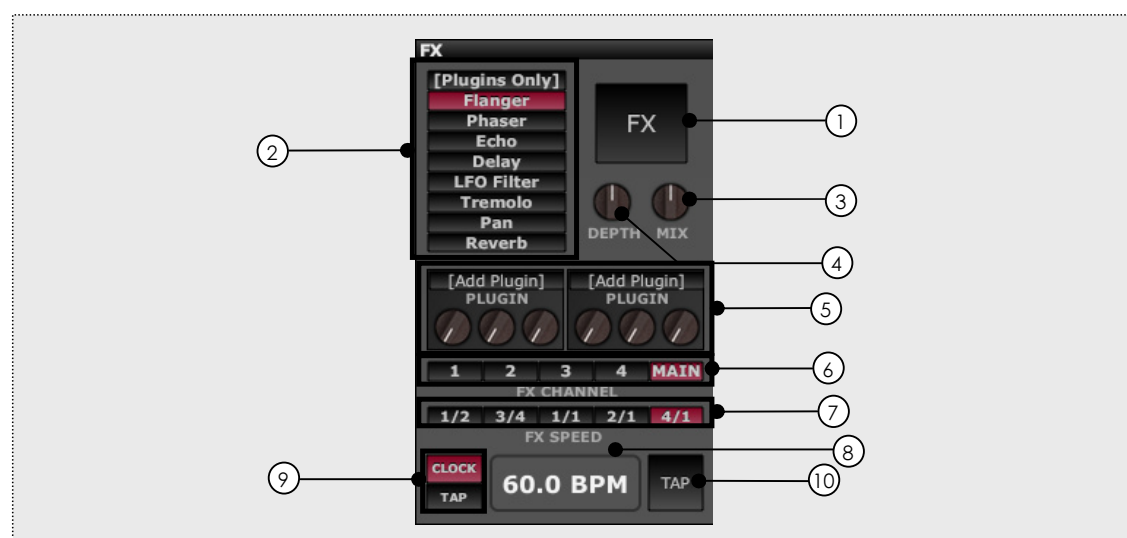 FX
[Plugins Only]
Flanger
Phaser
Echo
Delay
LFO Filter
Tremolo
Pan
Reverb
FX
DEPTH MIX
[Add Plugin] [Add Plugin]
PLUGIN PLUGIN
1 2 3 4 MAIN
FX CHANNEL
1/2 3/4 1/1 2/1 4/1
FX SPEED
CLOCK
TAP
60.0 BPM
TAP
1
2
3
4
5
6
7
8
9
10